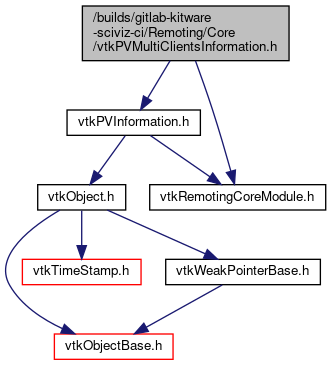 /builds/gitlab-kitware
-sciviz-ci/Remoting/Core
/vtkPVMultiClientsInformation.h
vtkPVInformation.h
vtkObject.h
vtkRemotingCoreModule.h
vtkTimeStamp.h
vtkWeakPointerBase.h
vtkObjectBase.h